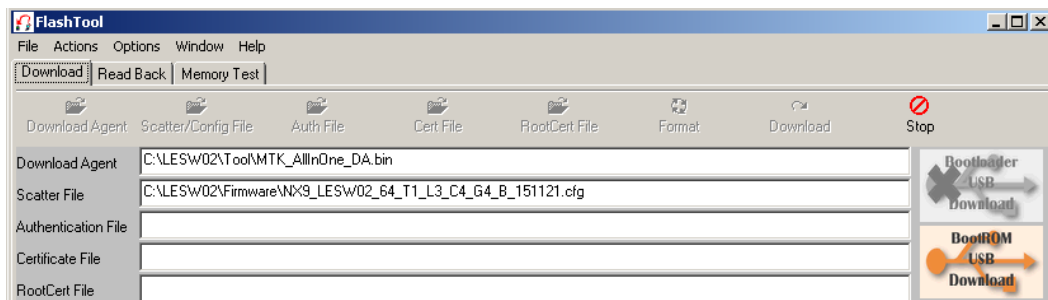 FlashTool
File Actions Options Window Help
Download Read Back Memory Test
Download Agent Scatter/Config File Auth File Cert File RootCert File Format Download Stop
Download Agent C:\LESW02\Tool\MTK_AllInOne_DA.bin
Scatter File C:\LESW02\Firmware\NX9_LESW02_64_T1_L3_C4_G4_B_151121.cfg
Authentication File
Certificate File
RootCert File
Bootloader
USB
Download
BootROM
USB
Download